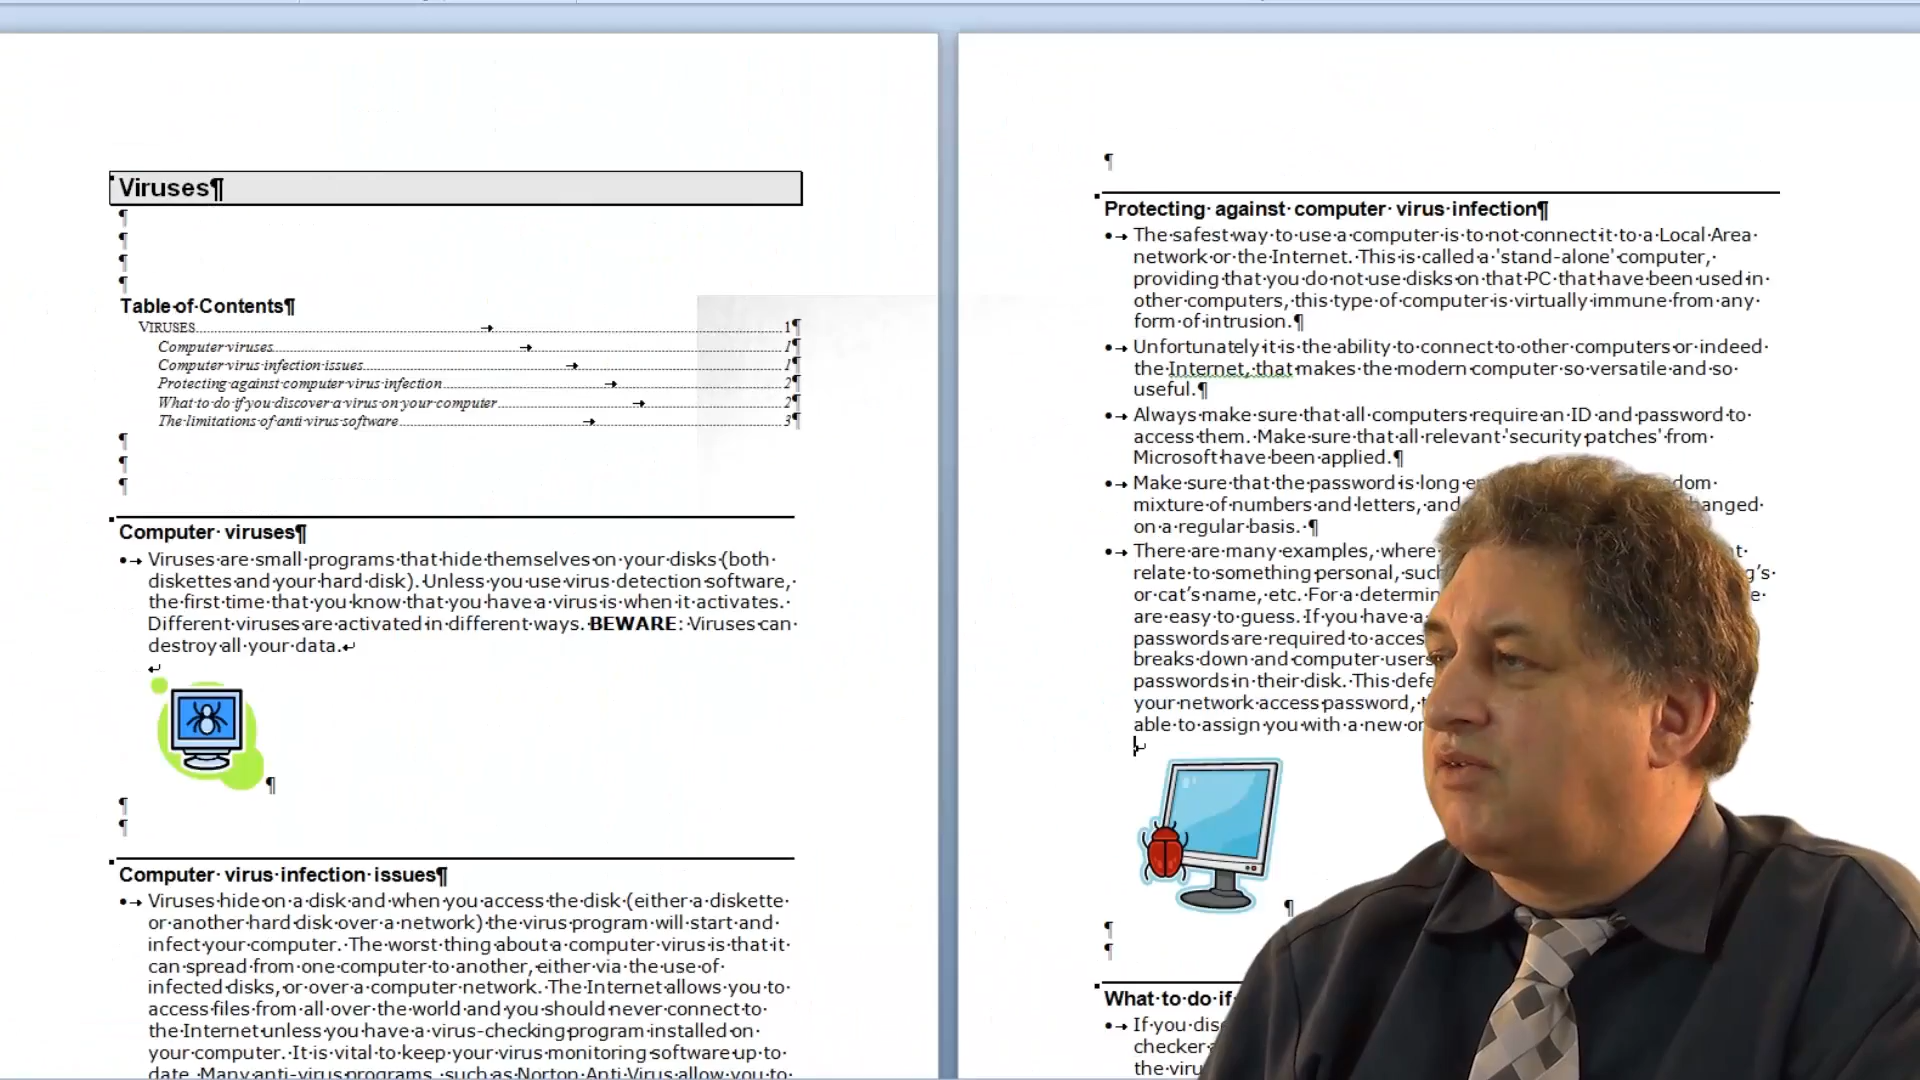 Viruses¶
Table of Contents¶
VIRUSES 1¶
Computer viruses 1¶
Computer virus infection issues 1¶
Protecting against computer virus infection 2¶
What to do if you discover a virus on your computer 2¶
The limitations of anti virus software 3¶
Computer viruses¶
• Viruses are small programs that hide themselves on your disks (both
diskettes and your hard disk). Unless you use virus detection software,
the first time that you know that you have a virus is when it activates.
Different viruses are activated in different ways. BEWARE: Viruses can
destroy all your data.
Computer virus infection issues¶
• Viruses hide on a disk and when you access the disk (either a diskette
or another hard disk over a network) the virus program will start and
infect your computer. The worst thing about a computer virus is that it
can spread from one computer to another, either via the use of
infected disks, or over a computer network. The Internet allows you to
access files from all over the world and you should never connect to
the Internet unless you have a virus-checking program installed on
your computer. It is vital to keep your virus monitoring software up to
date. Many anti-virus programs, such as Norton Anti Virus allow you to
Protecting against computer virus infection¶
• The safest way to use a computer is to not connect it to a Local Area
network or the Internet. This is called a 'stand-alone' computer,
providing that you do not use disks on that PC that have been used in
other computers, this type of computer is virtually immune from any
form of intrusion.¶
• Unfortunately it is the ability to connect to other computers or indeed
the Internet, that makes the modern computer so versatile and so
useful.¶
• Always make sure that all computers require an ID and password to
access them. Make sure that all relevant 'security patches' from
Microsoft have been applied.¶
• Make sure that the password is long
mixture of numbers and letters, and
on a regular basis. ¶
• There are many examples, where
relate to something personal, such
or cat’s name, etc. For a
are easy to guess. If you have a
passwords are required to
breaks down and computer users
passwords in their disk. This
your network access password,
able to assign you with a new
What to do if
• If you
checker
the